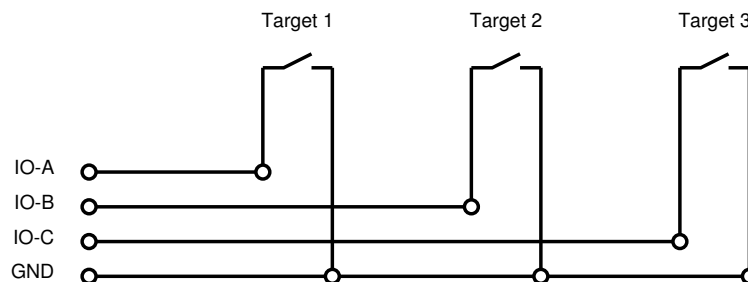 Target 1
Target 2
Target 3
IO-A
IO-B
IO-C
GND